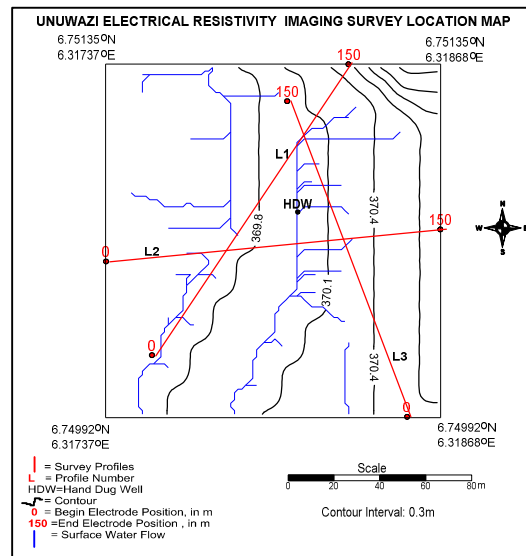 UNUWAZI ELECTRICAL RESISTIVITY IMAGING SURVEY LOCATION MAP
6.75135oN
6.31737oE
6.75135oN
6.31868oE
150
150
L1
HDW
369.8
370.4
150
0
L2
N
W E
S
370.1
0
370.4
L3
0
6.74992oN
6.31737oE
6.74992oN
6.31868oE
| = Survey Profiles
L = Profile Number
HDW=Hand Dug Well
= Contour
0 = Begin Electrode Position, in m
150 =End Electrode Position , in m
| = Surface Water Flow
Scale
0 40 80m
Contour Interval: 0.3m